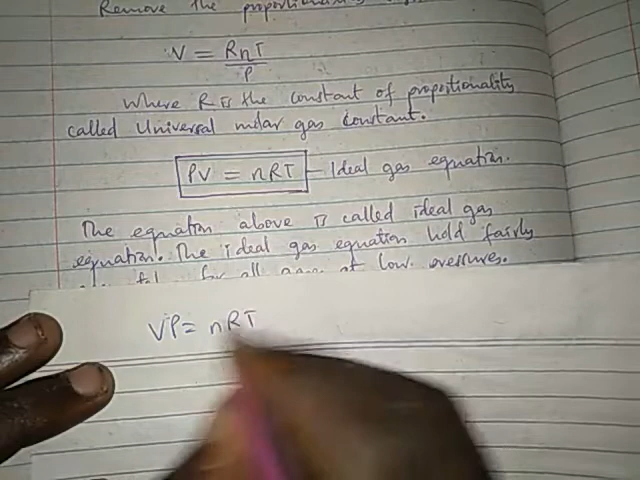 Remove the
V = RnT
P
Where R is the constant of proportionality
called Universal molar gas constant.
PV = nRT - Ideal gas equation.
The equation above is called ideal gas
equation. The ideal gas equation hold fairly
for all at low pressures.
VP = nRT